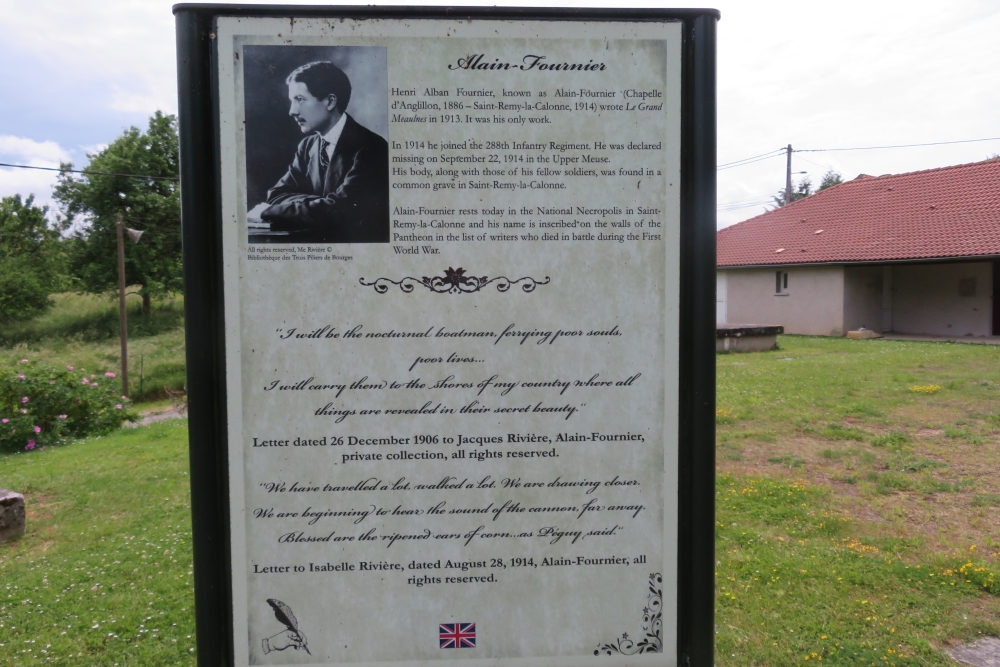 Alain-Fournier
Henri Alban Fournier, known as Alain-Fournier (Chapelle
d'Anglillon, 1886 – Saint-Remy-la-Calonne, 1914) wrote Le Grand
Meaulnes in 1913. It was his only work.
In 1914 he joined the 288th Infantry Regiment. He was declared
missing on September 22, 1914 in the Upper Meuse.
His body, along with those of his fellow soldiers, was found in a
common grave in Saint-Remy-la-Calonne.
Alain-Fournier rests today in the National Necropolis in Saint-
Remy-la-Calonne and his name is inscribed on the walls of the
Pantheon in the list of writers who died in battle during the First
World War.
All rights reserved, Me Rivière ©
Bibliothèque des Trois Piliers de Bourges
"I will be the nocturnal boatman, ferrying poor souls,
poor lives...
I will carry them to the shores of my country where all
things are revealed in their secret beauty."
Letter dated 26 December 1906 to Jacques Rivière, Alain-Fournier,
private collection, all rights reserved.
"We have travelled a lot, walked a lot. We are drawing closer.
We are beginning to hear the sound of the cannon, far away.
Blessed are the ripened ears of corn...as Péguy said."
Letter to Isabelle Rivière, dated August 28, 1914, Alain-Fournier, all
rights reserved.